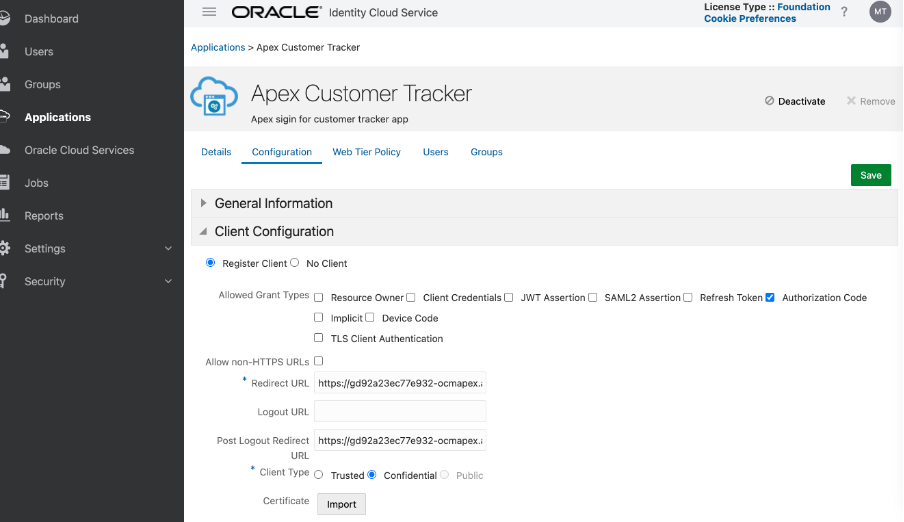 Dashboard
Users
Groups
Applications
Oracle Cloud Services
Jobs
Reports
Settings
Security
ORACLE® Identity Cloud Service
License Type :: Foundation
Cookie Preferences
?
MT
Applications > Apex Customer Tracker
Apex Customer Tracker
Apex sigin for customer tracker app
Deactivate
Remove
Details Configuration Web Tier Policy Users Groups
Save
General Information
Client Configuration
Register Client No Client
Allowed Grant Types Resource Owner Client Credentials JWT Assertion SAML2 Assertion Refresh Token Authorization Code
Implicit Device Code
TLS Client Authentication
Allow non-HTTPS URLs
* Redirect URL https://gd92a23ec77e932-ocmapex.a
Logout URL
Post Logout Redirect URL https://gd92a23ec77e932-ocmapex.a
* Client Type Trusted Confidential Public
Certificate Import